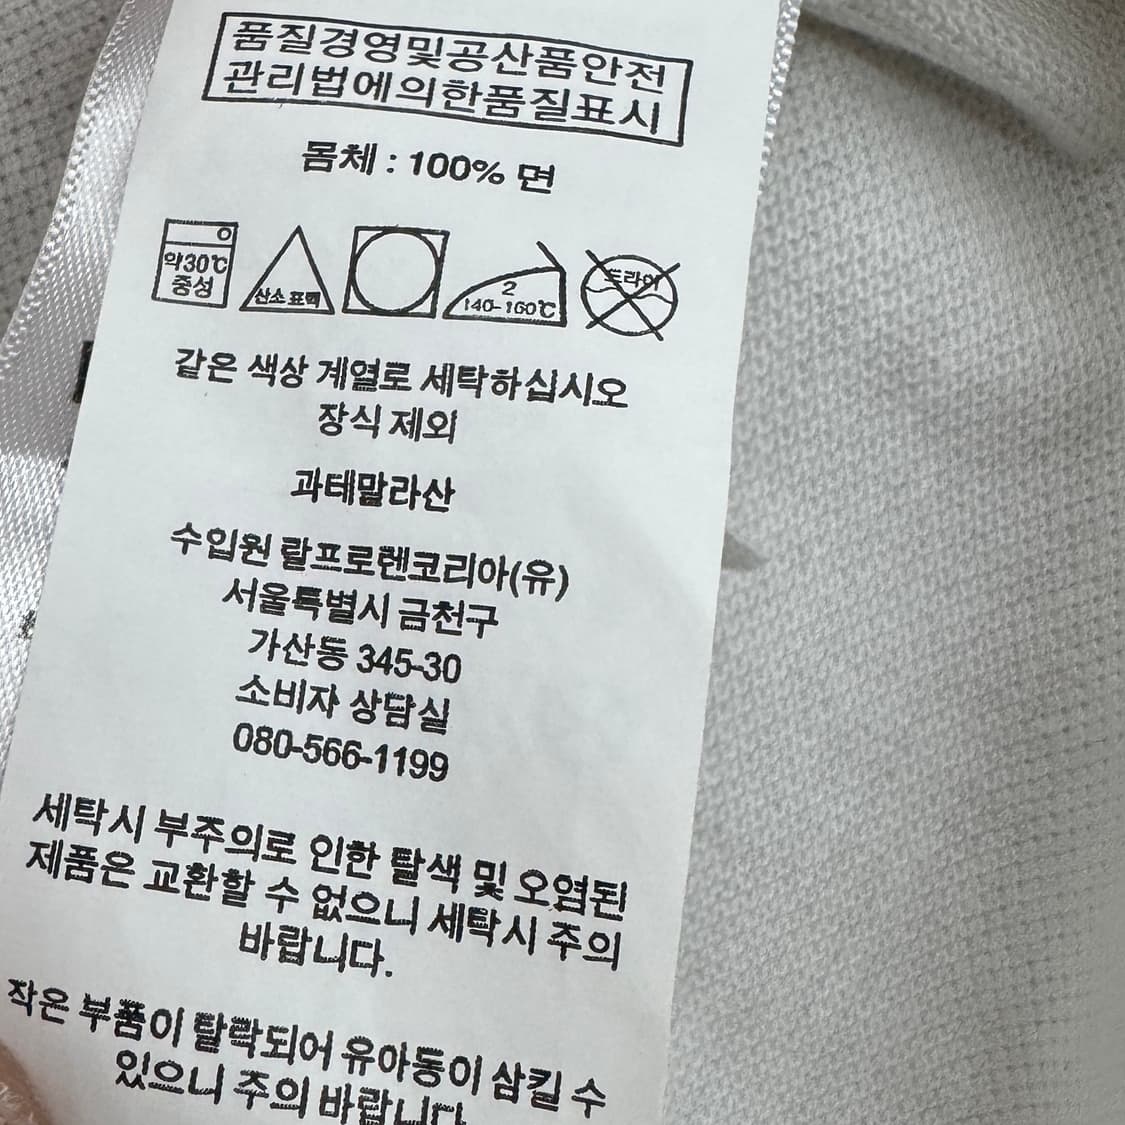 품질경영및공산품안전
관리법에의한품질표시
몸체 : 100% 면
약30℃
중성
산소 표백
2
140-160℃
드라이
같은 색상 계열로 세탁하십시오
장식 제외
과테말라산
수입원 랄프로렌코리아(유)
서울특별시 금천구
가산동 345-30
소비자 상담실
080-566-1199
세탁시 부주의로 인한 탈색 및 오염된
제품은 교환할 수 없으니 세탁시 주의
바랍니다.
작은 부품이 탈락되어 유아동이 삼킬 수
있으니 주의 바랍니다